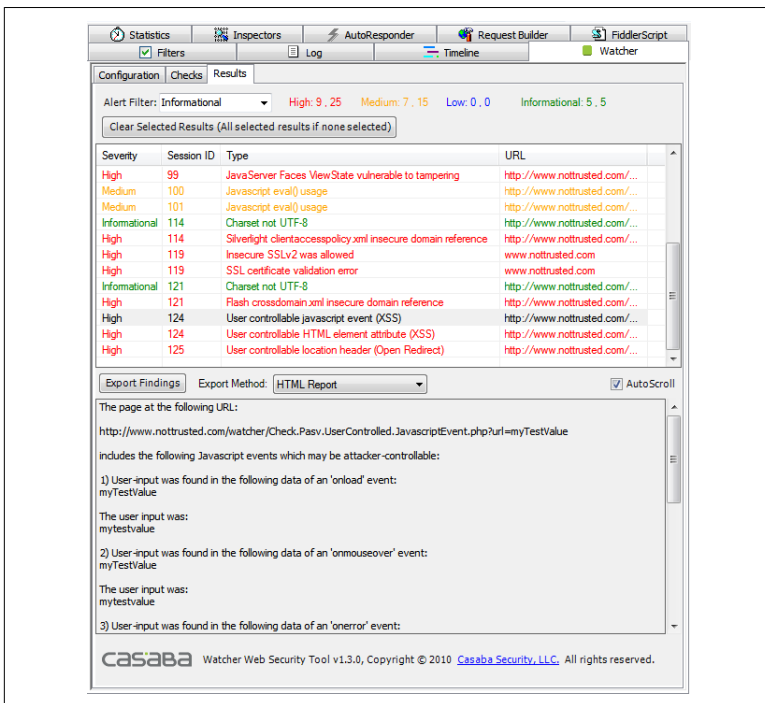 Statistics Inspectors AutoResponder Request Builder FiddlerScript
Filters Log Timeline Watcher
Configuration Checks Results
Alert Filter: Informational High: 9 , 25 Medium: 7 , 15 Low: 0 , 0 Informational: 5 , 5
Clear Selected Results (All selected results if none selected)
Severity Session ID Type URL
High 99 JavaServer Faces ViewState vulnerable to tampering http://www.nottrusted.com/...
Medium 100 Javascript eval() usage http://www.nottrusted.com/...
Medium 101 Javascript eval() usage http://www.nottrusted.com/...
Informational 114 Charset not UTF-8 http://www.nottrusted.com/...
High 114 Silverlight clientaccesspolicy.xml insecure domain reference http://www.nottrusted.com/...
High 119 Insecure SSLv2 was allowed www.nottrusted.com
High 119 SSL certificate validation error www.nottrusted.com
Informational 121 Charset not UTF-8 http://www.nottrusted.com/...
High 121 Flash crossdomain.xml insecure domain reference http://www.nottrusted.com/...
High 124 User controllable javascript event (XSS) http://www.nottrusted.com/...
High 124 User controllable HTML element attribute (XSS) http://www.nottrusted.com/...
High 125 User controllable location header (Open Redirect) http://www.nottrusted.com/...
Export Findings Export Method: HTML Report AutoScroll
The page at the following URL:
http://www.nottrusted.com/watcher/Check.Pasv.UserControlled.JavascriptEvent.php?url=myTestValue
includes the following Javascript events which may be attacker-controllable:
1) User-input was found in the following data of an 'onload' event:
myTestValue
The user input was:
mytestvalue
2) User-input was found in the following data of an 'onmouseover' event:
myTestValue
The user input was:
mytestvalue
3) User-input was found in the following data of an 'onerror' event:
casaba Watcher Web Security Tool v1.3.0, Copyright © 2010 Casaba Security, LLC. All rights reserved.